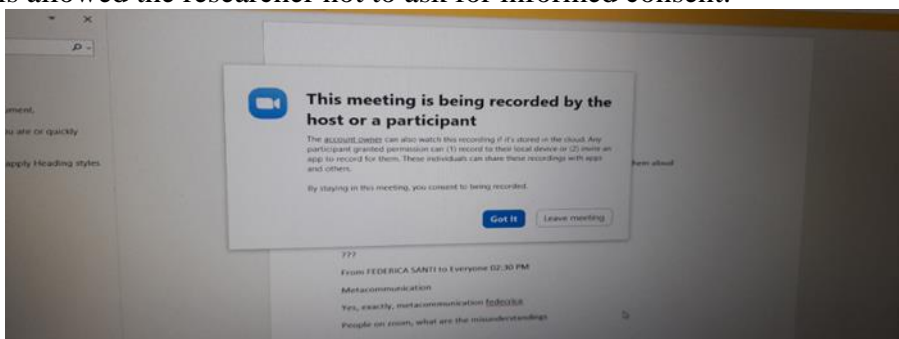 s allowed the researcher not to ask for informed consent.
ument.
ou are or quickly
apply Heading styles
This meeting is being recorded by the
host or a participant
The account owner can also watch this recording if it's stored in the cloud. Any
participant granted permission can (1) record to their local device or (2) invite an
app to record for them. These individuals can share these recordings with apps
and others.
By staying in this meeting, you consent to being recorded.
Got It
Leave meeting
hem aloud
???
From FEDERICA SANTI to Everyone 02:30 PM
Metacommunication
Yes, exactly, metacommunication federica
People on room, what are the misunderstandings